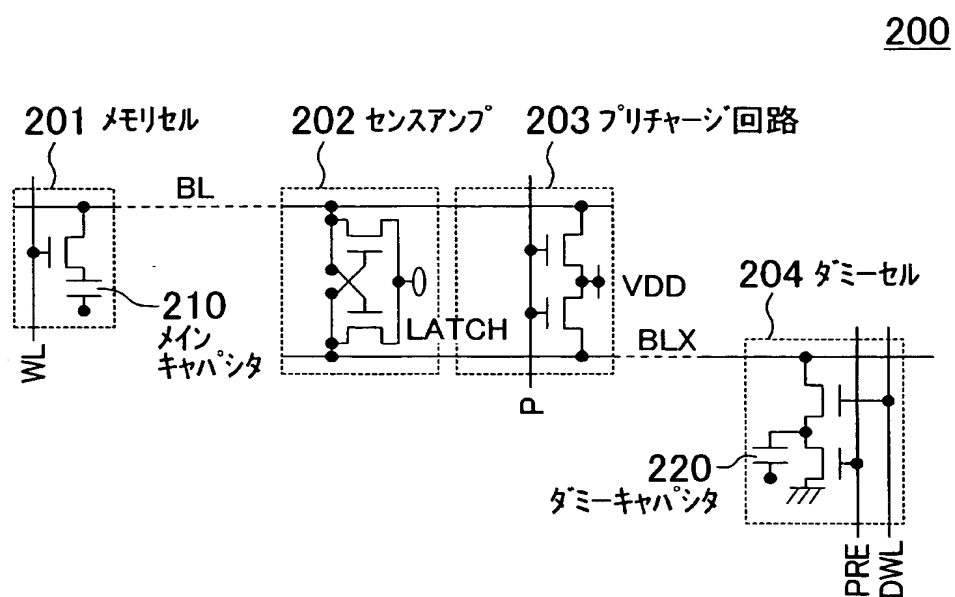 200
201 メモリセル
202 センスアンプ
203 プリチャージ回路
BL
VDD
204 ダミーセル
210
メイン
キャパシタ
LATCH
BLX
WL
P
220
ダミーキャパシタ
PRE
DWL